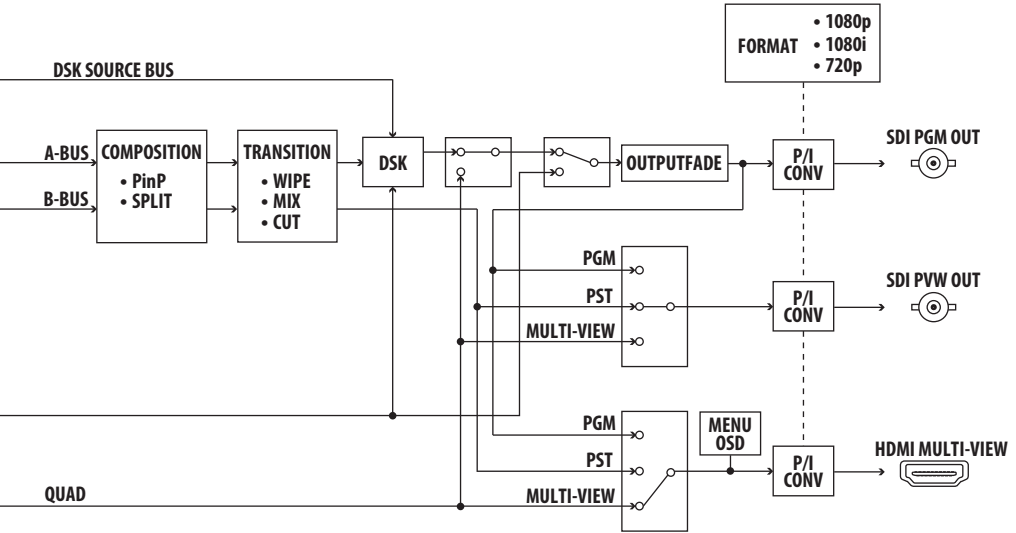 FORMAT
• 1080p
• 1080i
• 720p
DSK SOURCE BUS
A-BUS
B-BUS
COMPOSITION
• PinP
• SPLIT
TRANSITION
• WIPE
• MIX
• CUT
DSK
OUTPUTFADE
P/I
CONV
SDI PGM OUT
PGM
PST
MULTI-VIEW
P/I
CONV
SDI PVW OUT
PGM
PST
MULTI-VIEW
MENU
OSD
P/I
CONV
HDMI MULTI-VIEW
QUAD